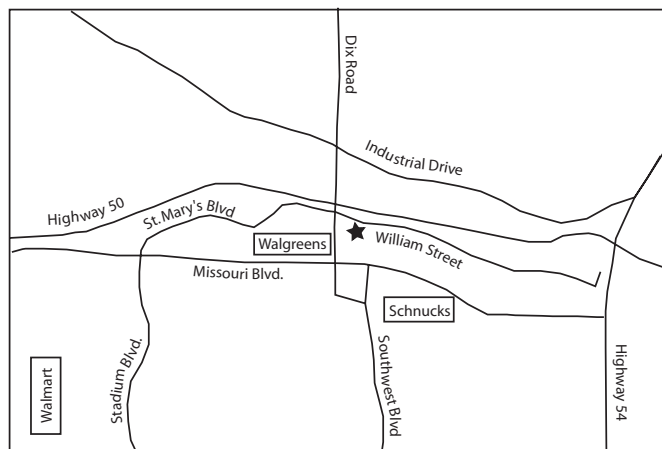 Dix Road
Industrial Drive
Highway 50
St. Mary's Blvd
Walgreens
William Street
Missouri Blvd.
Schnucks
Stadium Blvd.
Southwest Blvd
Highway 54
Walmart